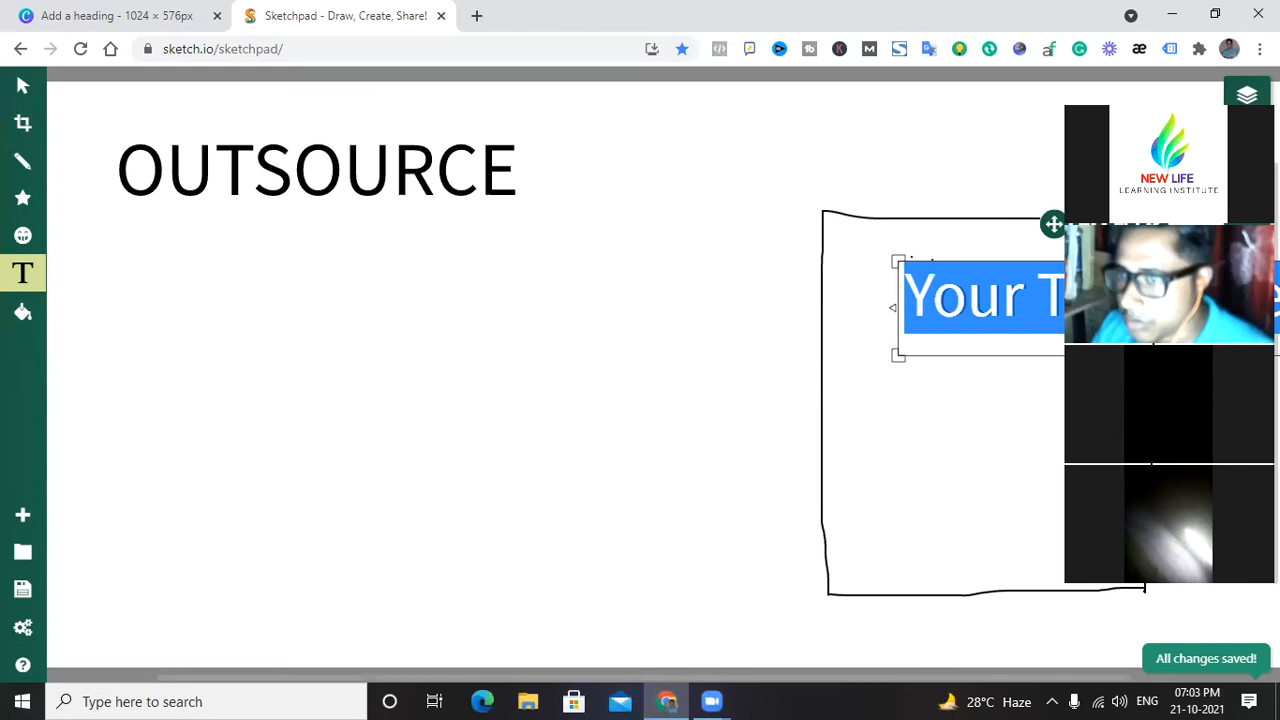 Add a heading - 1024 × 576px
Sketchpad - Draw, Create, Share!
sketch.io/sketchpad/
OUTSOURCE
NEW LIFE
LEARNING INSTITUTE
Your T
T
All changes saved!
Type here to search
28°C Haze
ENG
07:03 PM
21-10-2021